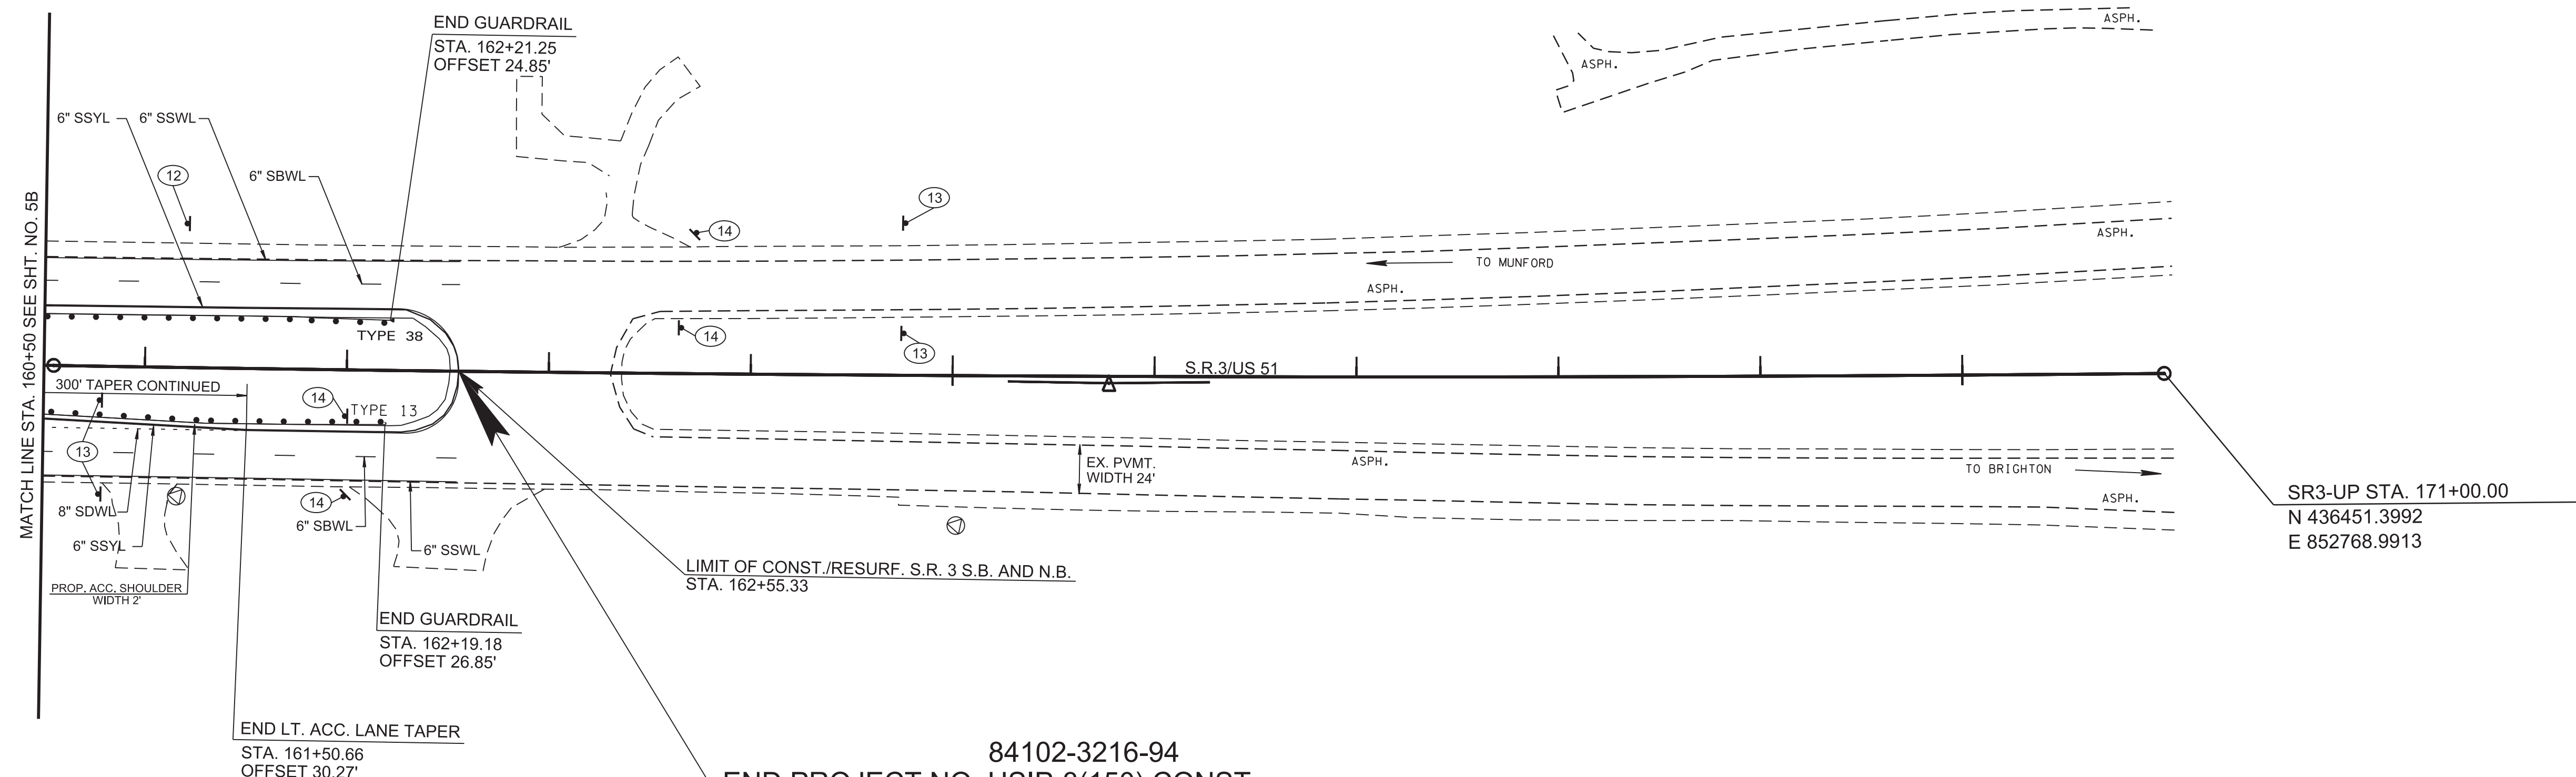 END GUARDRAIL
STA. 162+21.25
OFFSET 24.85'
ASPH.
ASPH.
6" SSYL
6" SSWL
12
6" SBWL
13
14
ASPH.
TO MUNFORD
ASPH.
MATCH LINE STA. 160+50 SEE SHT. NO. 5B
TYPE 38
14
13
S.R.3/US 51
300' TAPER CONTINUED
14
TYPE 13
13
EX. PVMT.
WIDTH 24'
ASPH.
TO BRIGHTON
ASPH.
8" SDWL
14
6" SBWL
6" SSYL
6" SSWL
PROP. ACC. SHOULDER
WIDTH 2'
SR3-UP STA. 171+00.00
N 436451.3992
E 852768.9913
LIMIT OF CONST./RESURF. S.R. 3 S.B. AND N.B.
STA. 162+55.33
END GUARDRAIL
STA. 162+19.18
OFFSET 26.85'
END LT. ACC. LANE TAPER
STA. 161+50.66
OFFSET 30.27'
84102-3216-94
END PROJECT NO. CONST.